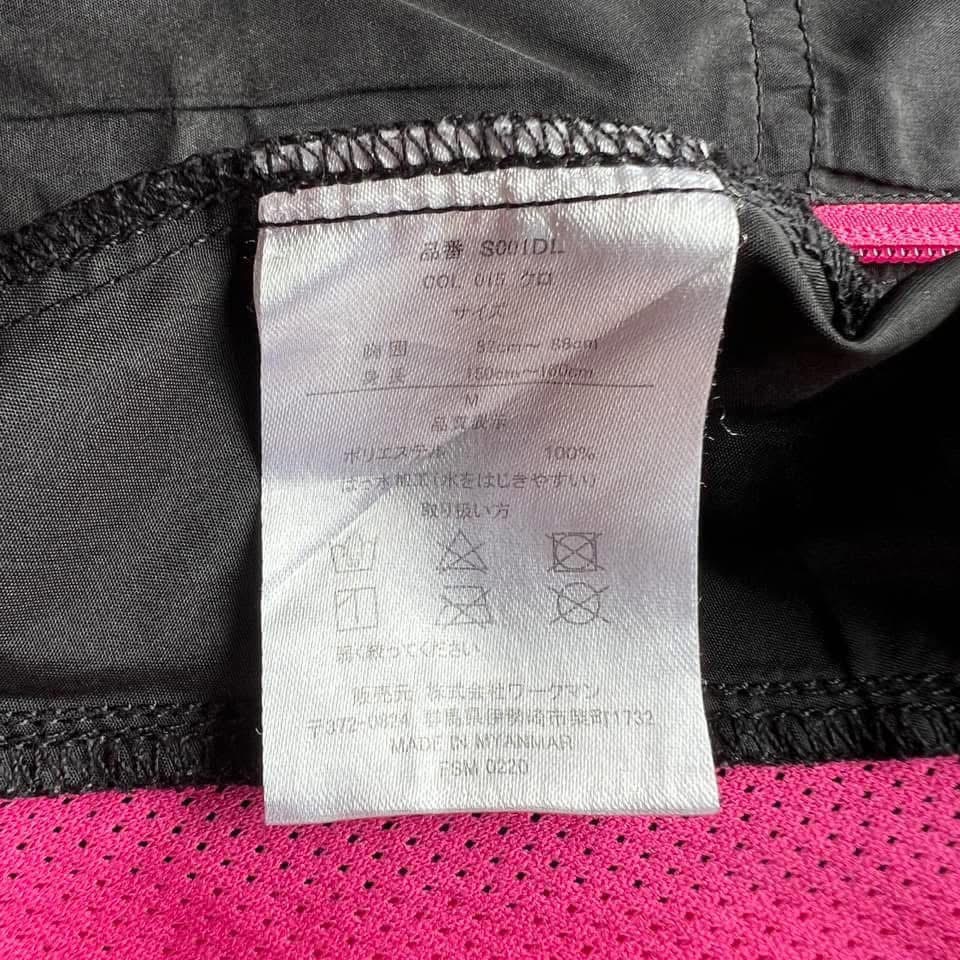 品番 S001DL
COL 015 クロ
サイズ
胸囲 82cm～ 88cm
身長 150cm～160cm
M
品質表示
ポリエステル 100%
はっ水加工(水をはじきやすい)
取り扱い方
弱く絞ってください
販売元 株式会社ワークマン
〒372-0824 群馬県伊勢崎市柴町1732
MADE IN MYANMAR
FSM 0220